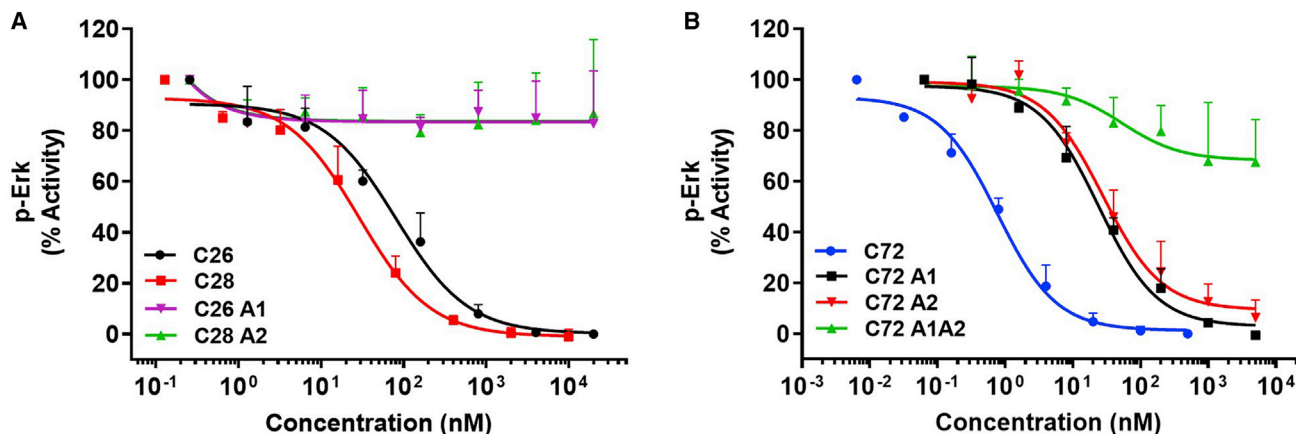 A
p-Erk
(% Activity)
120
100
80
60
40
20
0
C26
C28
C26 A1
C28 A2
10-1 100 101 102 103 104
Concentration (nM)
B
p-Erk
(% Activity)
120
100
80
60
40
20
0
C72
C72 A1
C72 A2
C72 A1A2
10-3 10-2 10-1 100 101 102 103 104
Concentration (nM)